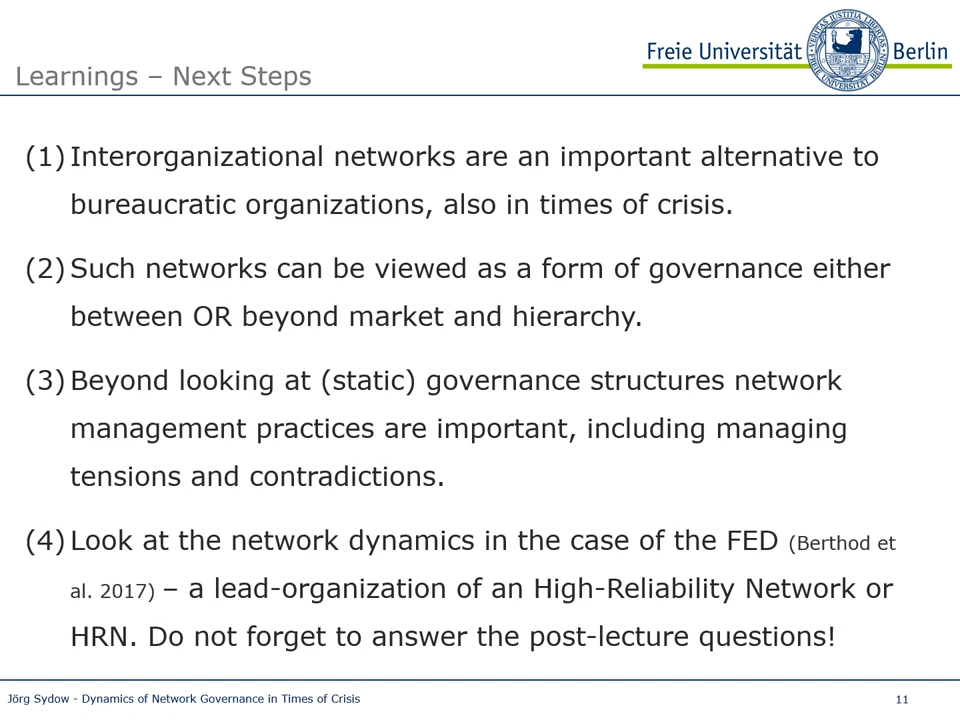 Freie Universität Berlin
Learnings – Next Steps
(1) Interorganizational networks are an important alternative to
bureaucratic organizations, also in times of crisis.
(2) Such networks can be viewed as a form of governance either
between OR beyond market and hierarchy.
(3) Beyond looking at (static) governance structures network
management practices are important, including managing
tensions and contradictions.
(4) Look at the network dynamics in the case of the FED (Berthod et
al. 2017) – a lead-organization of an High-Reliability Network or
HRN. Do not forget to answer the post-lecture questions!
Jörg Sydow - Dynamics of Network Governance in Times of Crisis
11